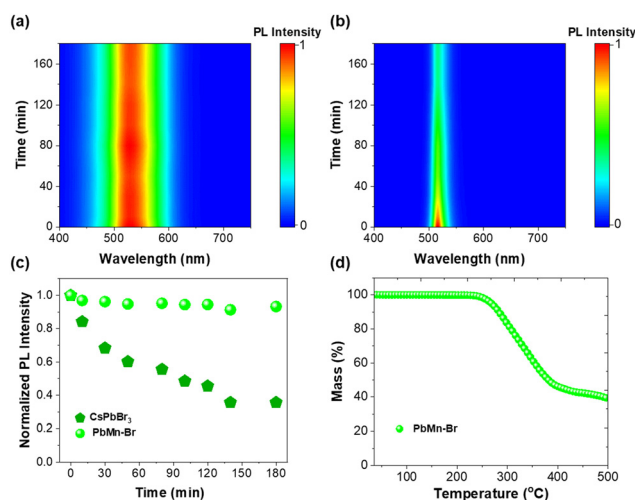 (a)
PL Intensity
1
160
120
80
40
0
Time (min)
400 500 600 700
Wavelength (nm)
0
(b)
PL Intensity
1
160
120
80
40
0
Time (min)
400 500 600 700
Wavelength (nm)
0
(c)
1.0
0.8
0.6
0.4
0.2
0.0
Normalized PL Intensity
CsPbBr3
PbMn-Br
0 30 60 90 120 150 180
Time (min)
(d)
100
80
60
40
20
0
Mass (%)
PbMn-Br
100 200 300 400 500
Temperature (oC)